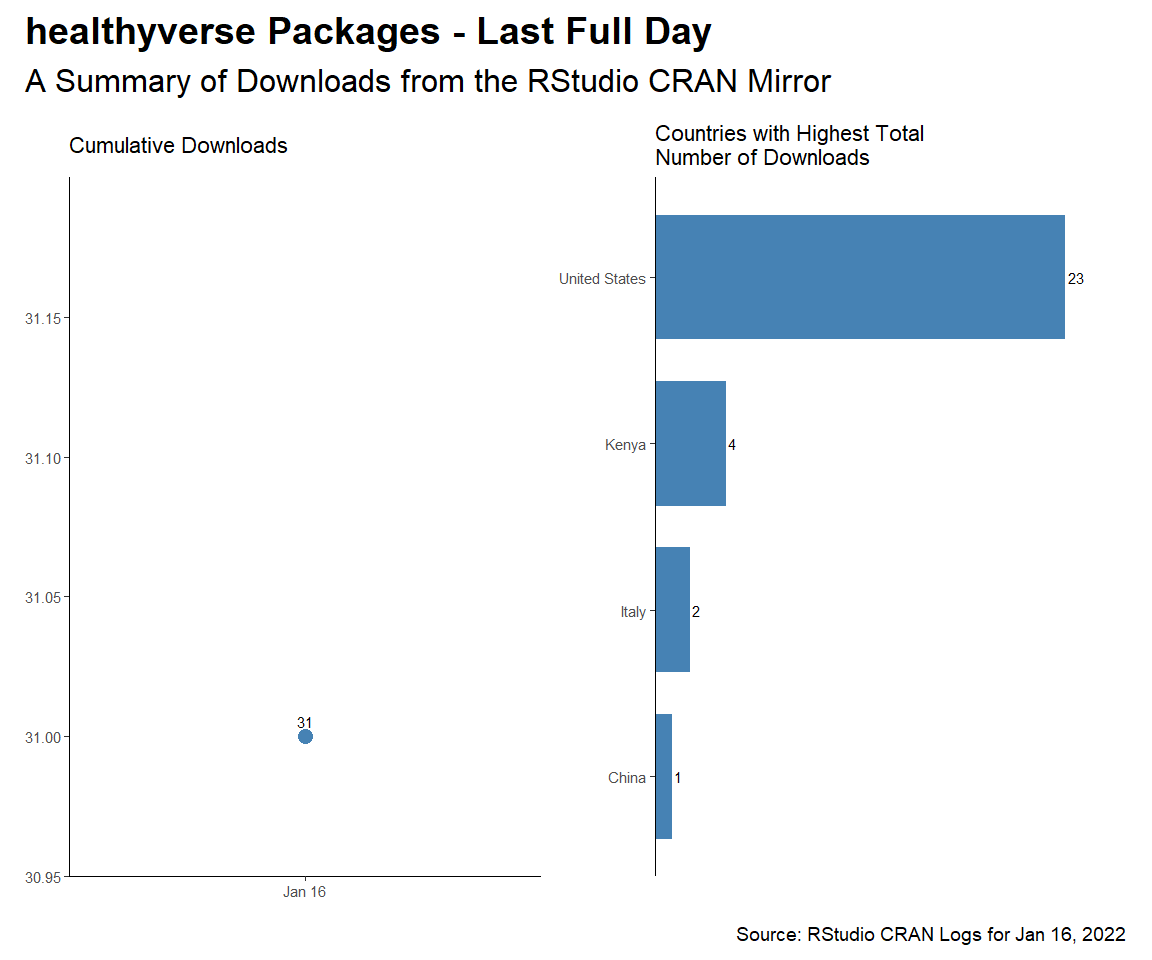 healthyverse Packages - Last Full Day
A Summary of Downloads from the RStudio CRAN Mirror
Cumulative Downloads
31.15
31.10
31.05
31.00
30.95
31
Jan 16
Countries with Highest Total
Number of Downloads
United States
23
Kenya
4
Italy
2
China
1
Source: RStudio CRAN Logs for Jan 16, 2022